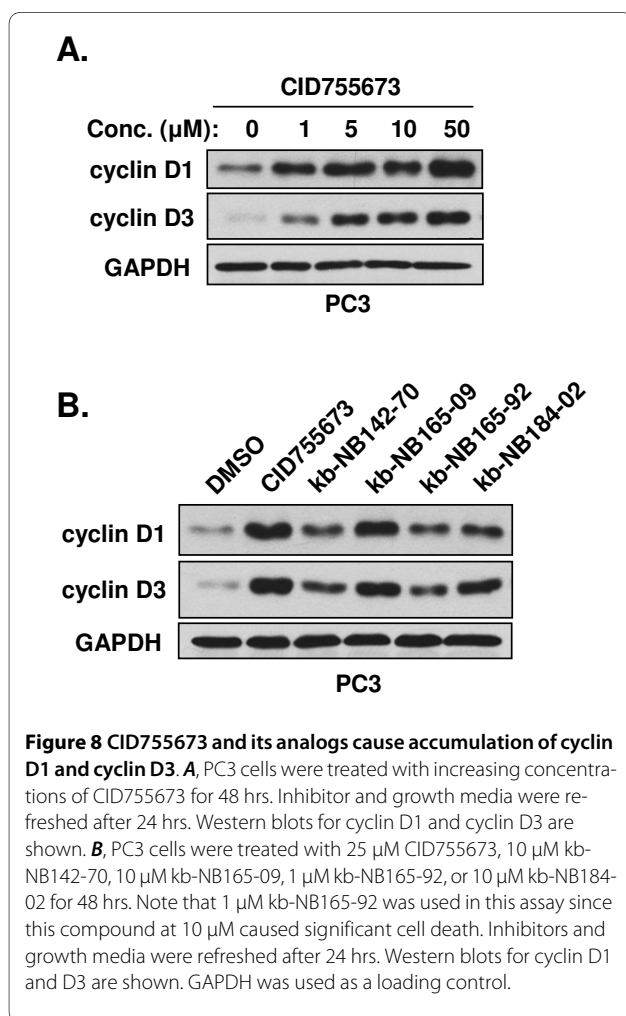 A.
CID755673
Conc. (µM): 0 1 5 10 50
cyclin D1
cyclin D3
GAPDH
PC3
B.
DMSO CID755673 kb-NB142-70 kb-NB165-09 kb-NB165-92 kb-NB184-02
cyclin D1
cyclin D3
GAPDH
PC3
Figure 8 CID755673 and its analogs cause accumulation of cyclin
D1 and cyclin D3. A, PC3 cells were treated with increasing concentra-
tions of CID755673 for 48 hrs. Inhibitor and growth media were re-
freshed after 24 hrs. Western blots for cyclin D1 and cyclin D3 are
shown. B, PC3 cells were treated with 25 µM CID755673, 10 µM kb-
NB142-70, 10 µM kb-NB165-09, 1 µM kb-NB165-92, or 10 µM kb-NB184-
02 for 48 hrs. Note that 1 µM kb-NB165-92 was used in this assay since
this compound at 10 µM caused significant cell death. Inhibitors and
growth media were refreshed after 24 hrs. Western blots for cyclin D1
and D3 are shown. GAPDH was used as a loading control.